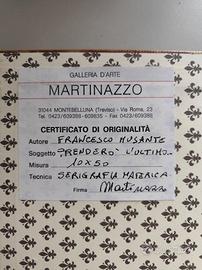 GALLERIA D'ARTE
MARTINAZZO
31044 MONTEBELLUNA (Treviso) - Via Roma, 23
Tel. 0423/609388-609835 - Fax 0423/609388
CERTIFICATO DI ORIGINALITÀ
Autore FRANCESCO MUSANTE
Soggetto "PRENDERÒ L'ULTIMO..
Misura 10x50
Tecnica SERIGRAFIA MATERICA
Firma Martinazzo